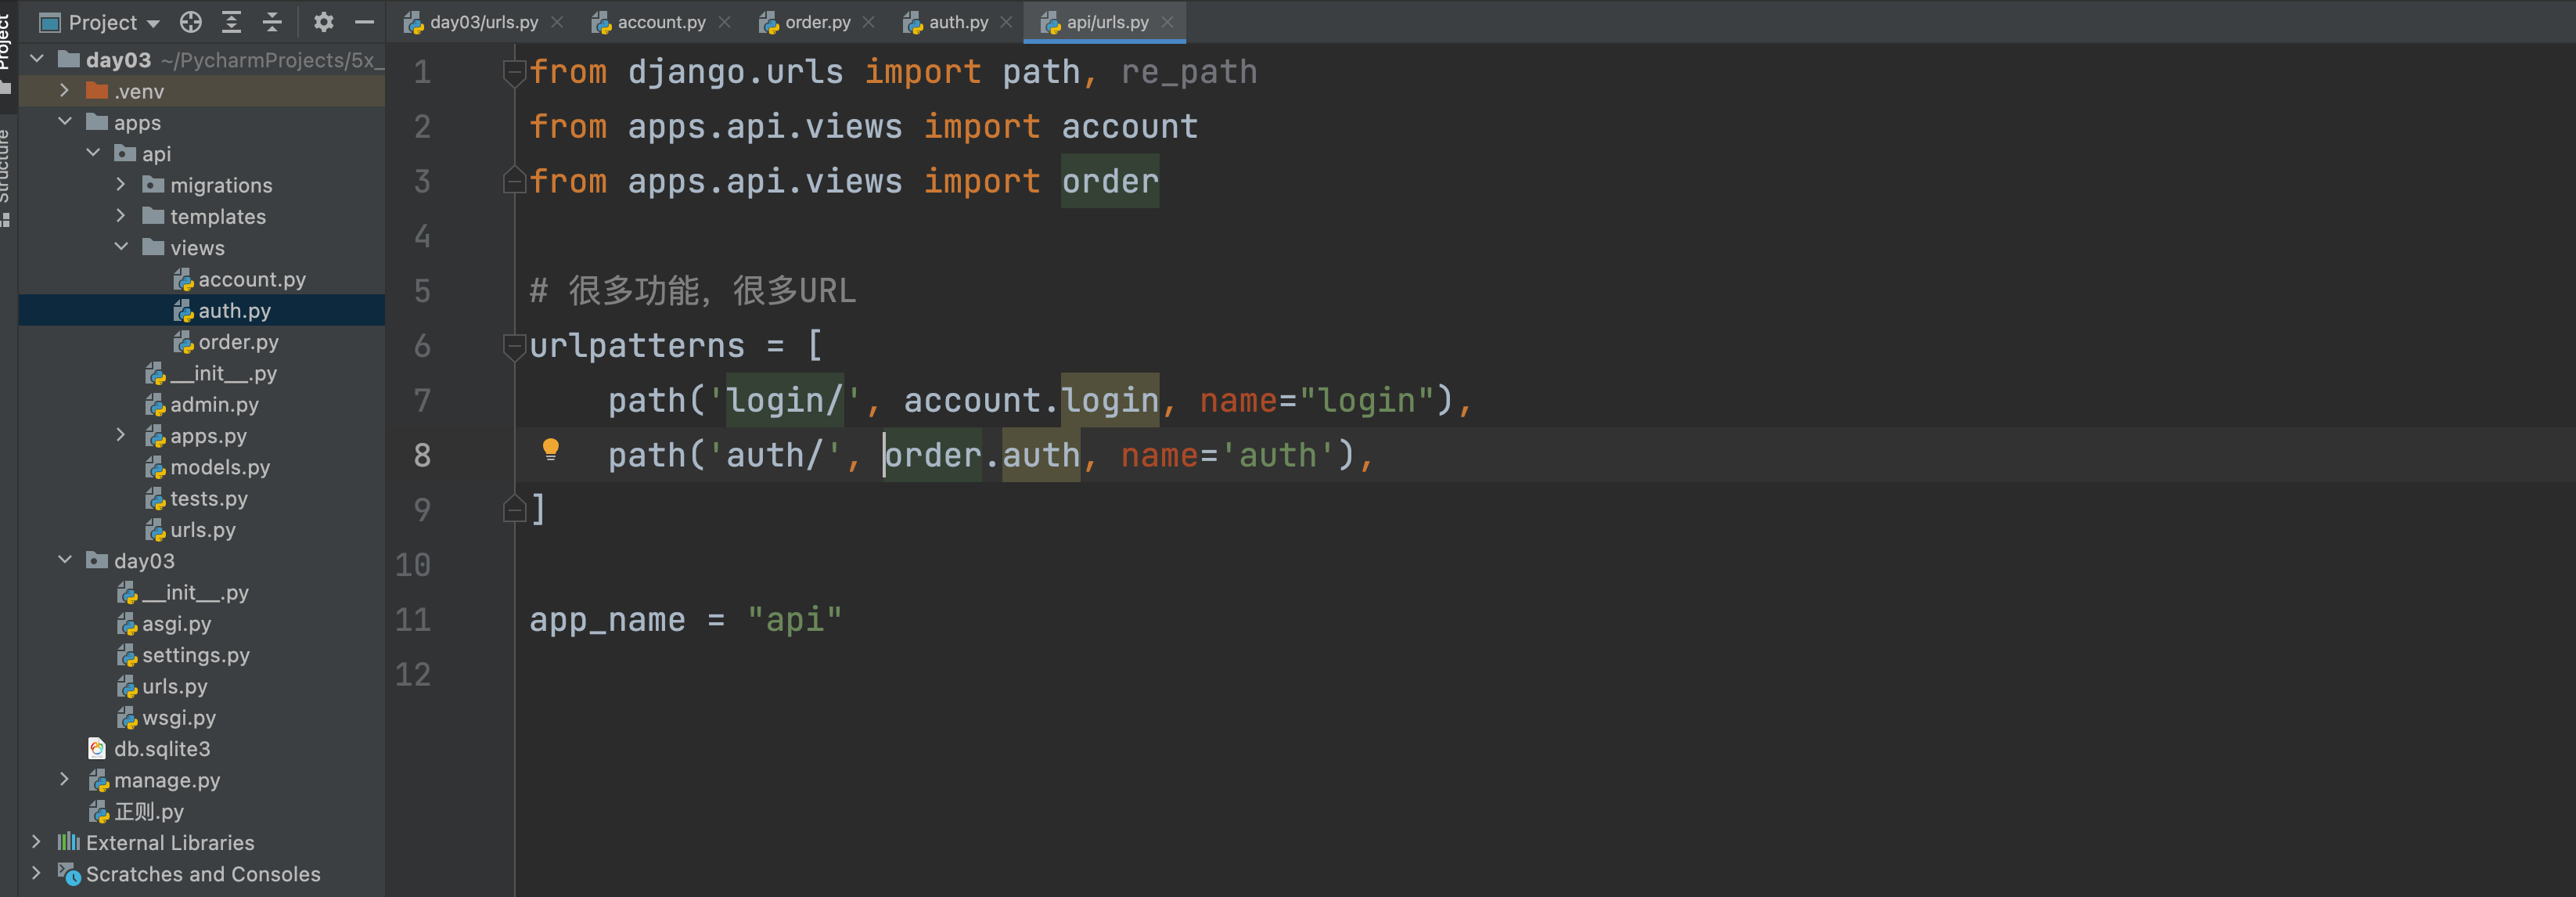 Project
day03/urls.py
account.py
order.py
auth.py
api/urls.py
Project
Structure
day03 ~/PycharmProjects/5x_
.venv
apps
api
migrations
templates
views
account.py
auth.py
order.py
__init__.py
admin.py
apps.py
models.py
tests.py
urls.py
day03
__init__.py
asgi.py
settings.py
urls.py
wsgi.py
db.sqlite3
manage.py
正则.py
External Libraries
Scratches and Consoles
1 from django.urls import path, re_path
2 from apps.api.views import account
3 from apps.api.views import order
4
5 # 很多功能，很多URL
6 urlpatterns = [
7 path('login/', account.login, name="login"),
8 path('auth/', order.auth, name='auth'),
9 ]
10
11 app_name = "api"
12